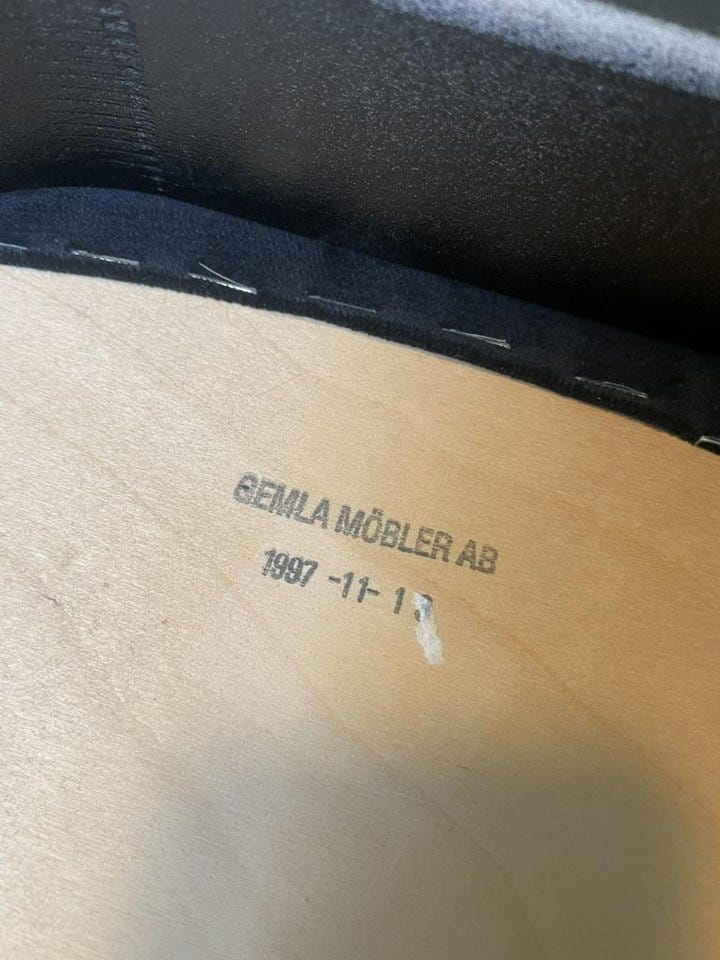 GEMLA MÖBLER AB
1997 -11-